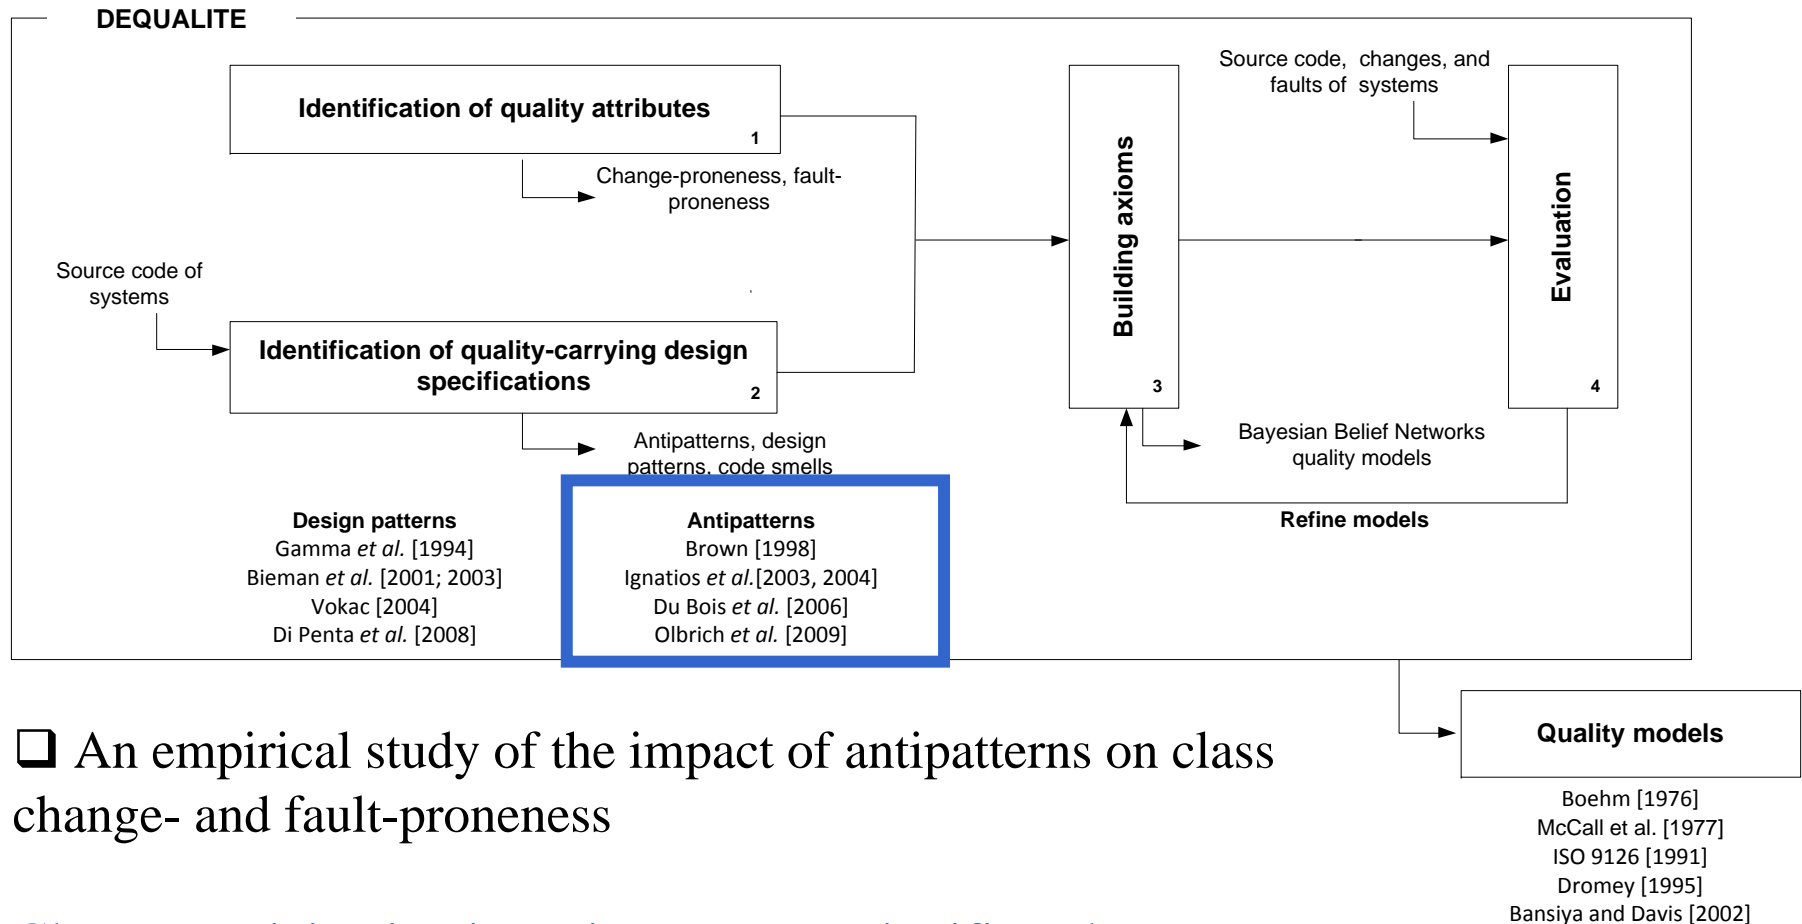 DEQUALITE
Identification of quality attributes
1
Change-proneness, fault-
proneness
Source code of
systems
Identification of quality-carrying design
specifications
2
Antipatterns, design
patterns, code smells
Building axioms
3
Source code, changes, and
faults of systems
Evaluation
4
Bayesian Belief Networks
quality models
Refine models
Design patterns
Gamma et al. [1994]
Bieman et al. [2001; 2003]
Vokac [2004]
Di Penta et al. [2008]
Antipatterns
Brown [1998]
Ignatios et al.[2003, 2004]
Du Bois et al. [2006]
Olbrich et al. [2009]
❑ An empirical study of the impact of antipatterns on class
change- and fault-proneness
Quality models
Boehm [1976]
McCall et al. [1977]
ISO 9126 [1991]
Dromey [1995]
Bansiya and Davis [2002]